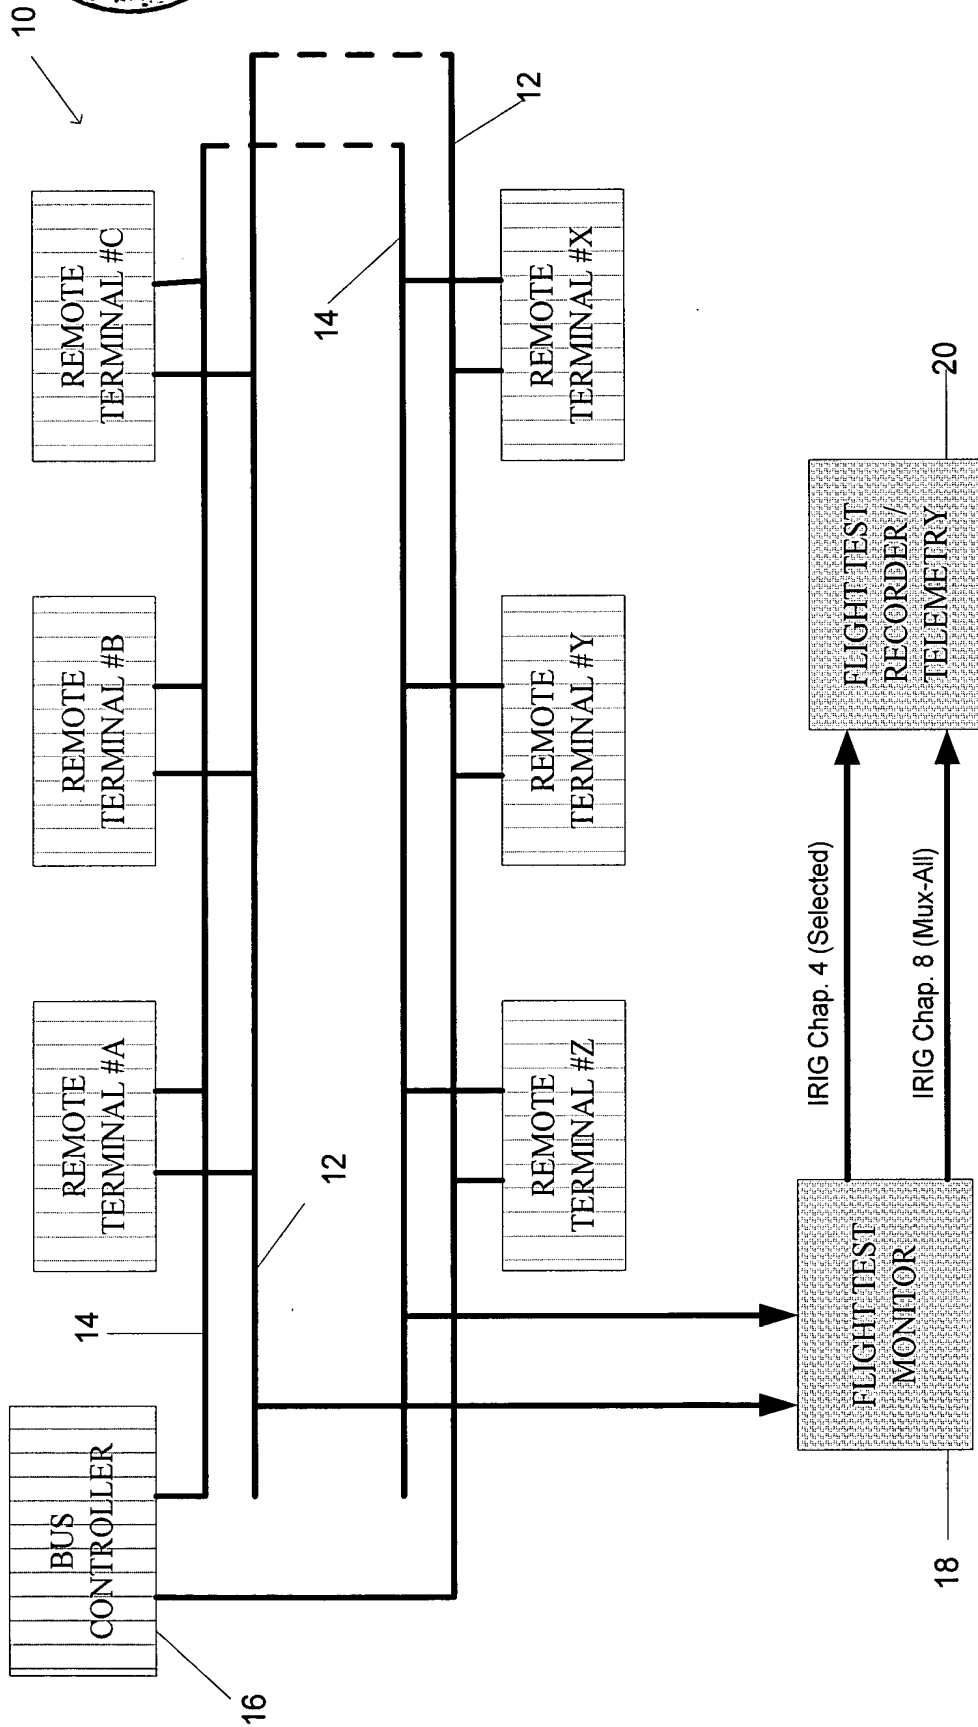 10
BUS
CONTROLLER
16
REMOTE
TERMINAL #A
REMOTE
TERMINAL #B
REMOTE
TERMINAL #C
14
12
14
12
REMOTE
TERMINAL #Z
REMOTE
TERMINAL #Y
REMOTE
TERMINAL #X
FLIGHT TEST
MONITOR
18
IRIG Chap. 4 (Selected)
IRIG Chap. 8 (Mux-All)
FLIGHT TEST
RECORDER /
TELEMETRY
20